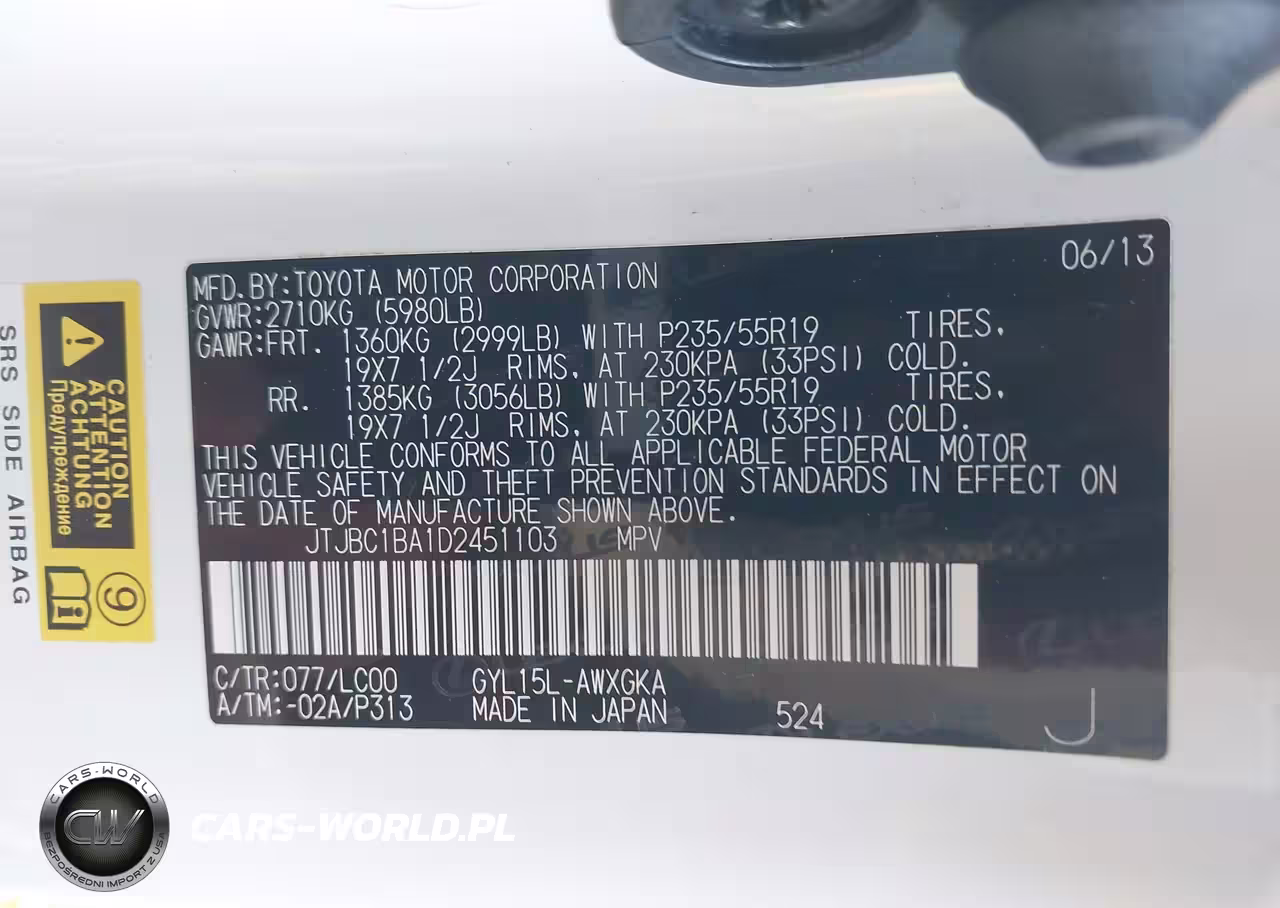 06/13
MFD. BY: TOYOTA MOTOR CORPORATION
GVWR: 2710KG (5980LB)
GAWR: FRT. 1360KG (2999LB) WITH P235/55R19 TIRES,
19X7 1/2J RIMS, AT 230KPA (33PSI) COLD.
RR. 1385KG (3056LB) WITH P235/55R19 TIRES,
19X7 1/2J RIMS, AT 230KPA (33PSI) COLD.
THIS VEHICLE CONFORMS TO ALL APPLICABLE FEDERAL MOTOR
VEHICLE SAFETY AND THEFT PREVENTION STANDARDS IN EFFECT ON
THE DATE OF MANUFACTURE SHOWN ABOVE.
JTJBC1BA1D2451103 MPV
C/TR: 077/LC00 GYL15L-AWXGKA
A/TM: -02A/P313 MADE IN JAPAN 524 J
CAUTION
ATTENTION
ACHTUNG
Предупреждение
9
i
SRS SIDE AIRBAG
CARS-WORLD
CW
BEZPOŚREDNI IMPORT Z USA
CARS-WORLD.PL